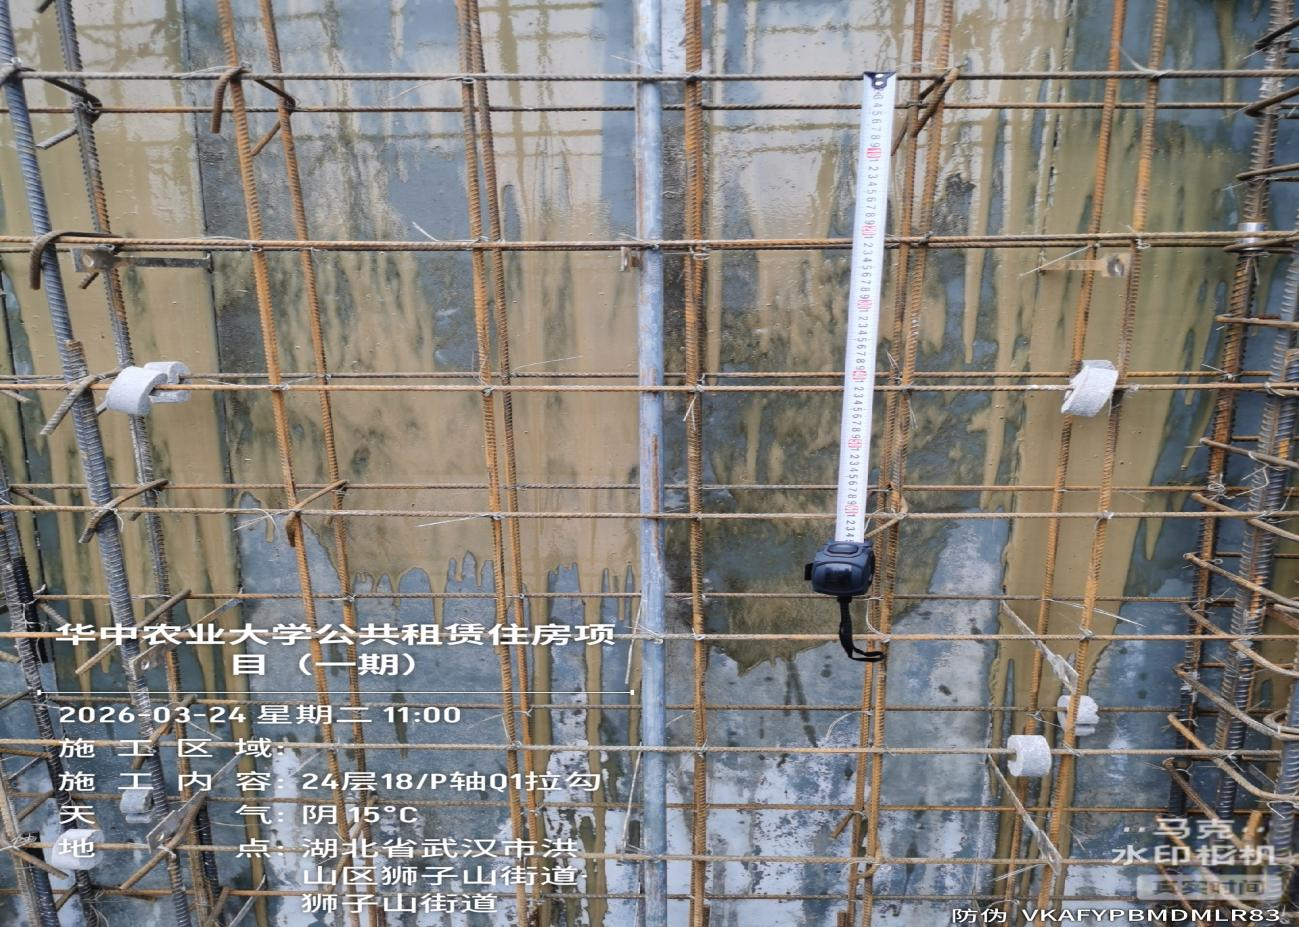 华中农业大学公共租赁住房项
目（一期）
2026-03-24 星期二 11:00
施工区域:
施工内容: 24层18/P轴Q1拉勾
天气: 阴 15°C
地点: 湖北省武汉市洪
山区狮子山街道·
狮子山街道
马克
水印相机
真实时间
防伪 VKAFYPBMDMLR83